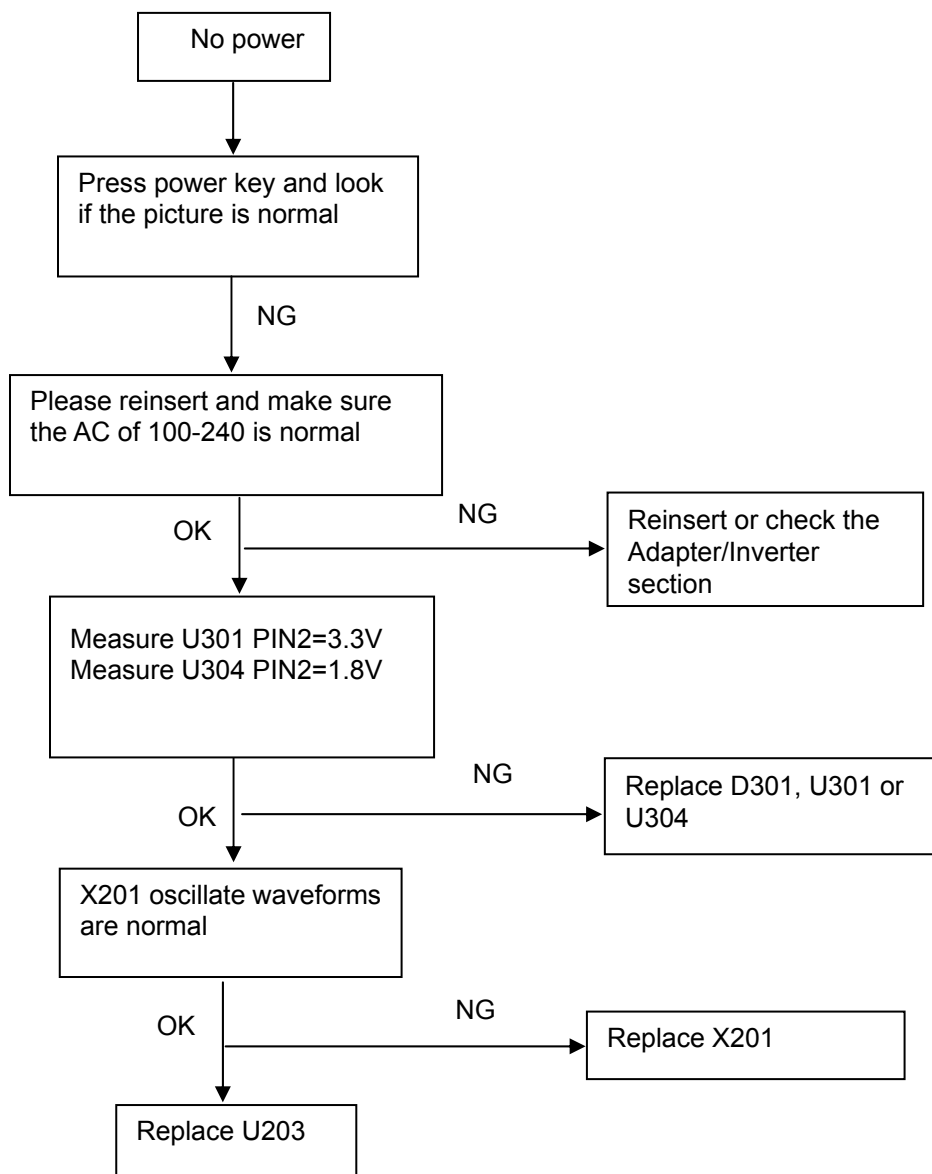 No power
Press power key and look
if the picture is normal
NG
Please reinsert and make sure
the AC of 100-240 is normal
OK
NG
Reinsert or check the
Adapter/Inverter
section
Measure U301 PIN2=3.3V
Measure U304 PIN2=1.8V
OK
NG
Replace D301, U301 or
U304
X201 oscillate waveforms
are normal
OK
NG
Replace X201
Replace U203